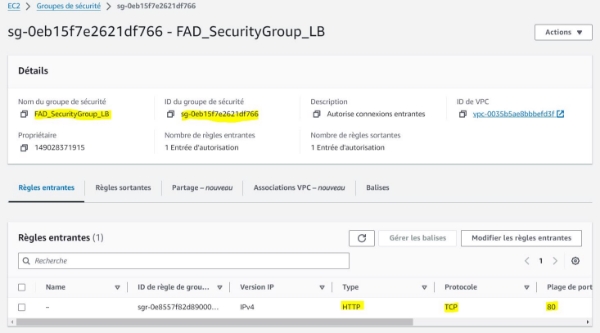 EC2 > Groupes de sécurité > sg-0eb15f7e2621df766
sg-0eb15f7e2621df766 - FAD_SecurityGroup_LB
Actions ▼
Détails
Nom du groupe de sécurité
FAD_SecurityGroup_LB
ID du groupe de sécurité
sg-0eb15f7e2621df766
Description
Autorise connexions entrantes
ID de VPC
vpc-0035b5ae8bbbefd3f
Propriétaire
149028371915
Nombre de règles entrantes
1 Entrée d'autorisation
Nombre de règles sortantes
1 Entrée d'autorisation
Règles entrantes Règles sortantes Partage – nouveau Associations VPC – nouveau Balises
Règles entrantes (1)
Gérer les balises
Modifier les règles entrantes
Recherche
< 1 >
Name ID de règle de grou... Version IP Type Protocole Plage de port
– sgr-0e8557f82d89000... IPv4 HTTP TCP 80